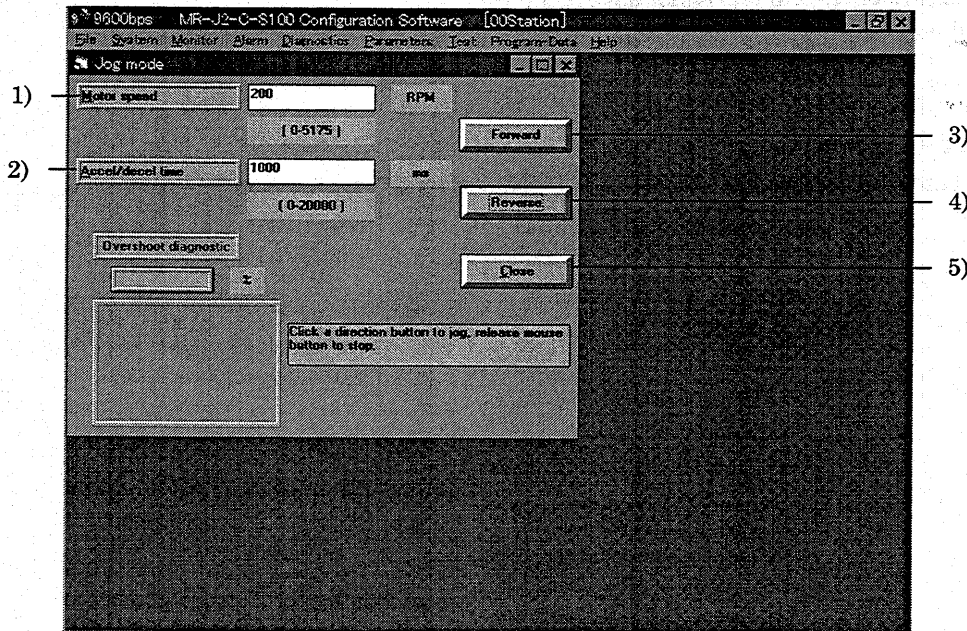 9600bps MR-J2-C-S100 Configuration Software [00Station]
File System Monitor Alarm Diagnostics Parameters Test Program-Data Help
Jog mode
1) Motor speed 200 RPM
[ 0-5175 ]
Forward 3)
2) Accel/decel time 1000 ms
[ 0-20000 ]
Reverse 4)
Overshoot diagnostic
Close 5)
Click a direction button to jog, release mouse
button to stop.